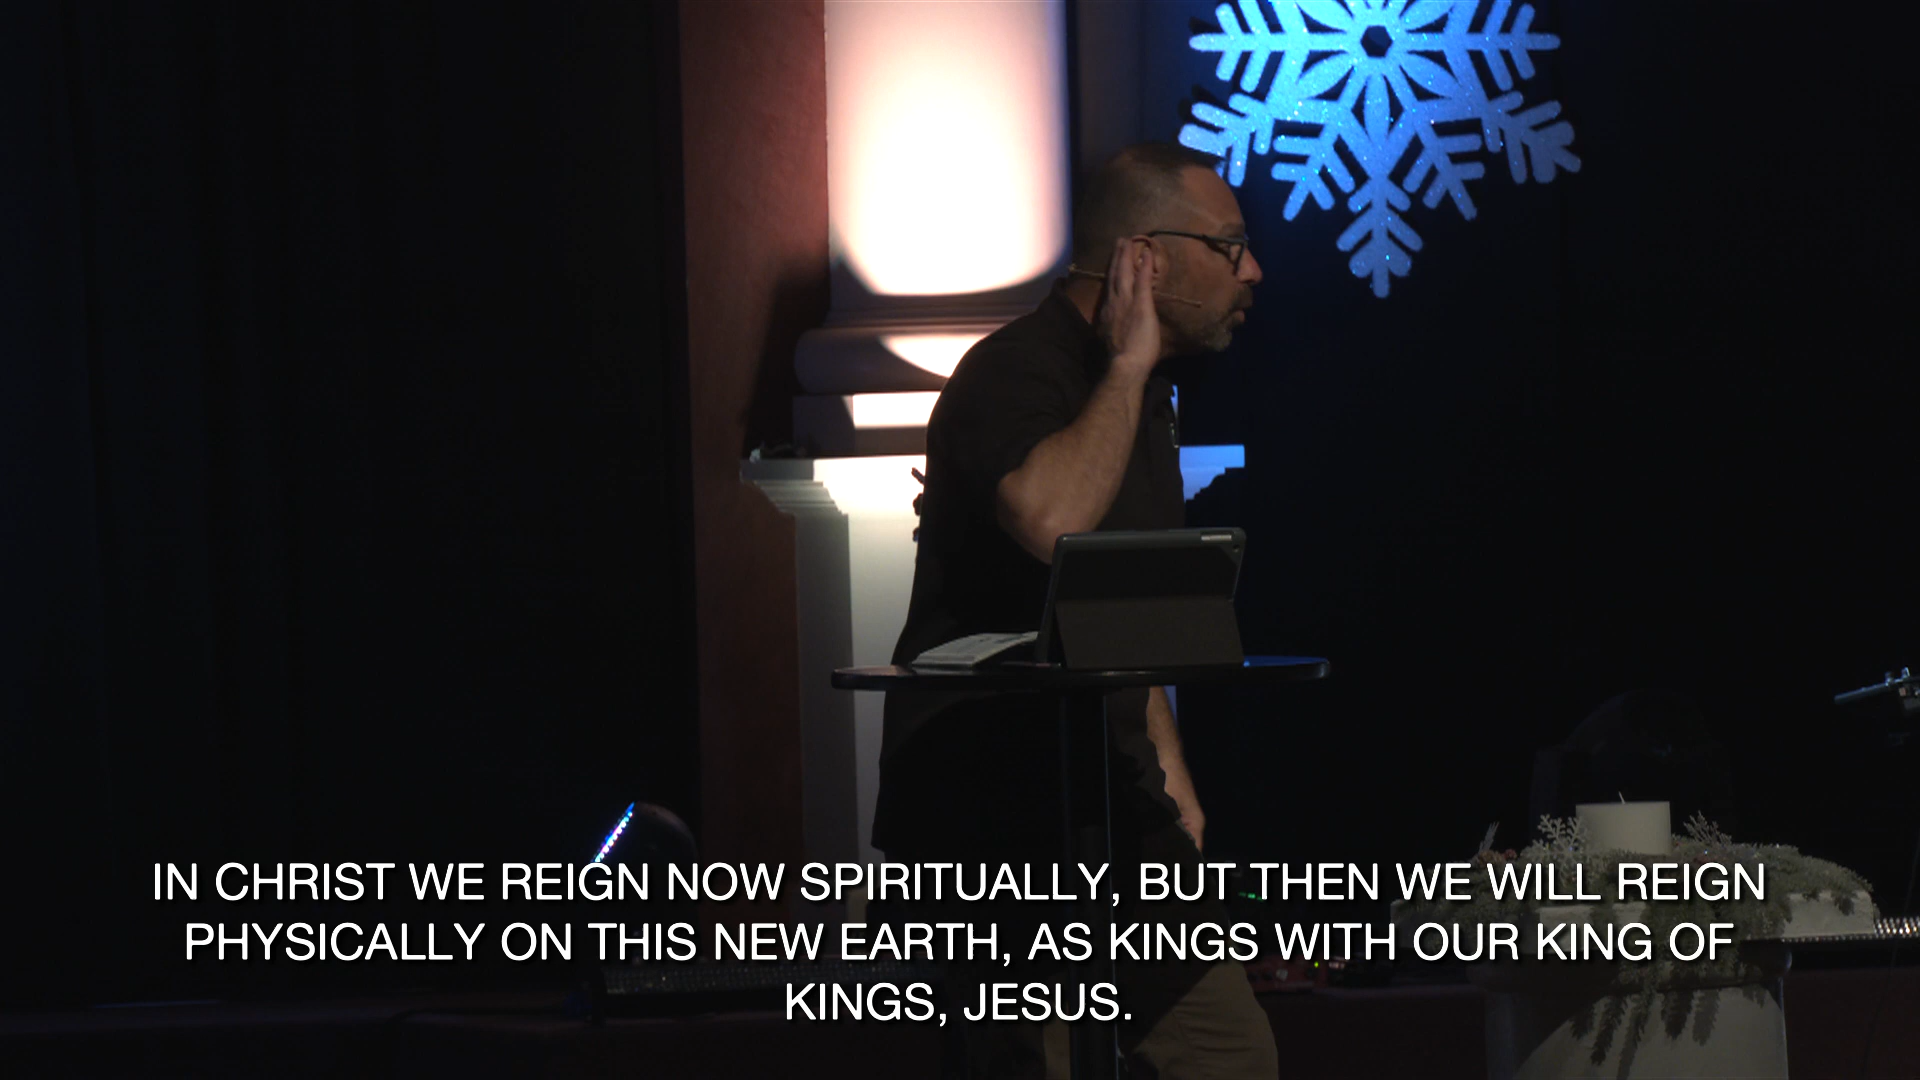 IN CHRIST WE REIGN NOW SPIRITUALLY, BUT THEN WE WILL REIGN
PHYSICALLY ON THIS NEW EARTH, AS KINGS WITH OUR KING OF
KINGS, JESUS.